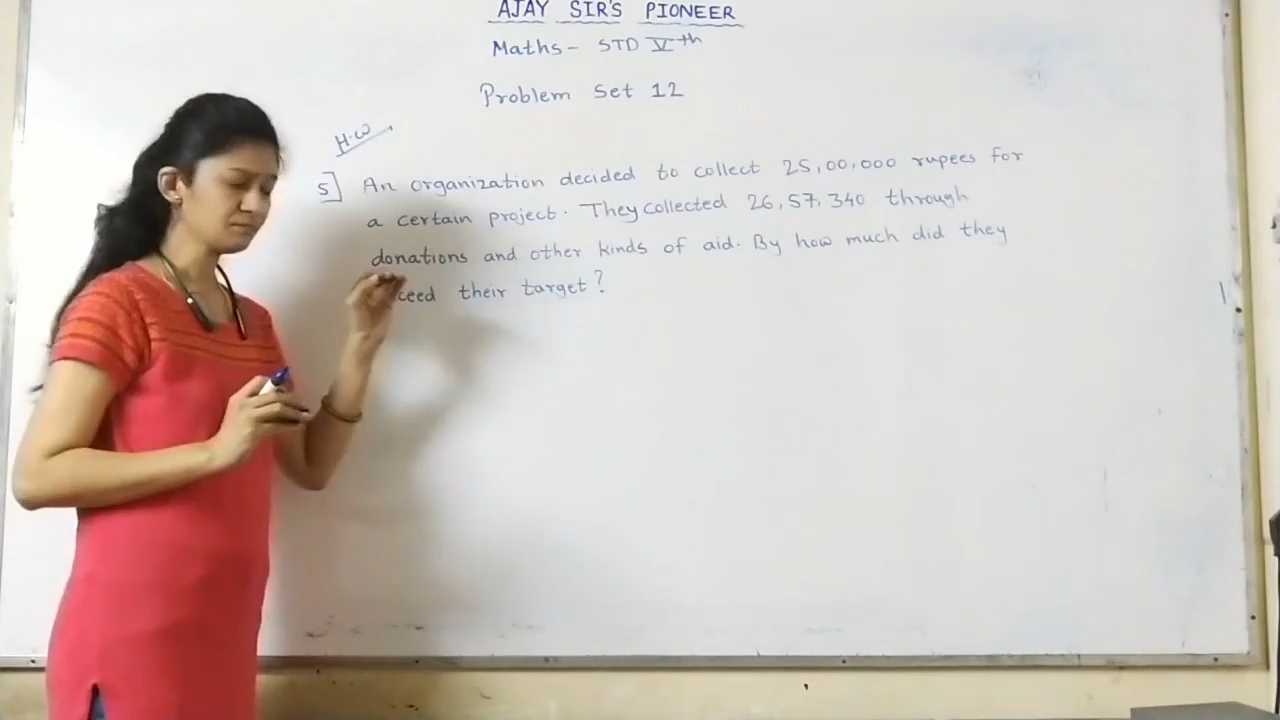 AJAY SIR'S PIONEER
Maths - STD Vth
Problem Set 12
H.W
5] An organization decided to collect 25,00,000 rupees for
a certain project. They collected 26,57,340 through
donations and other kinds of aid. By how much did they
ceed their target?